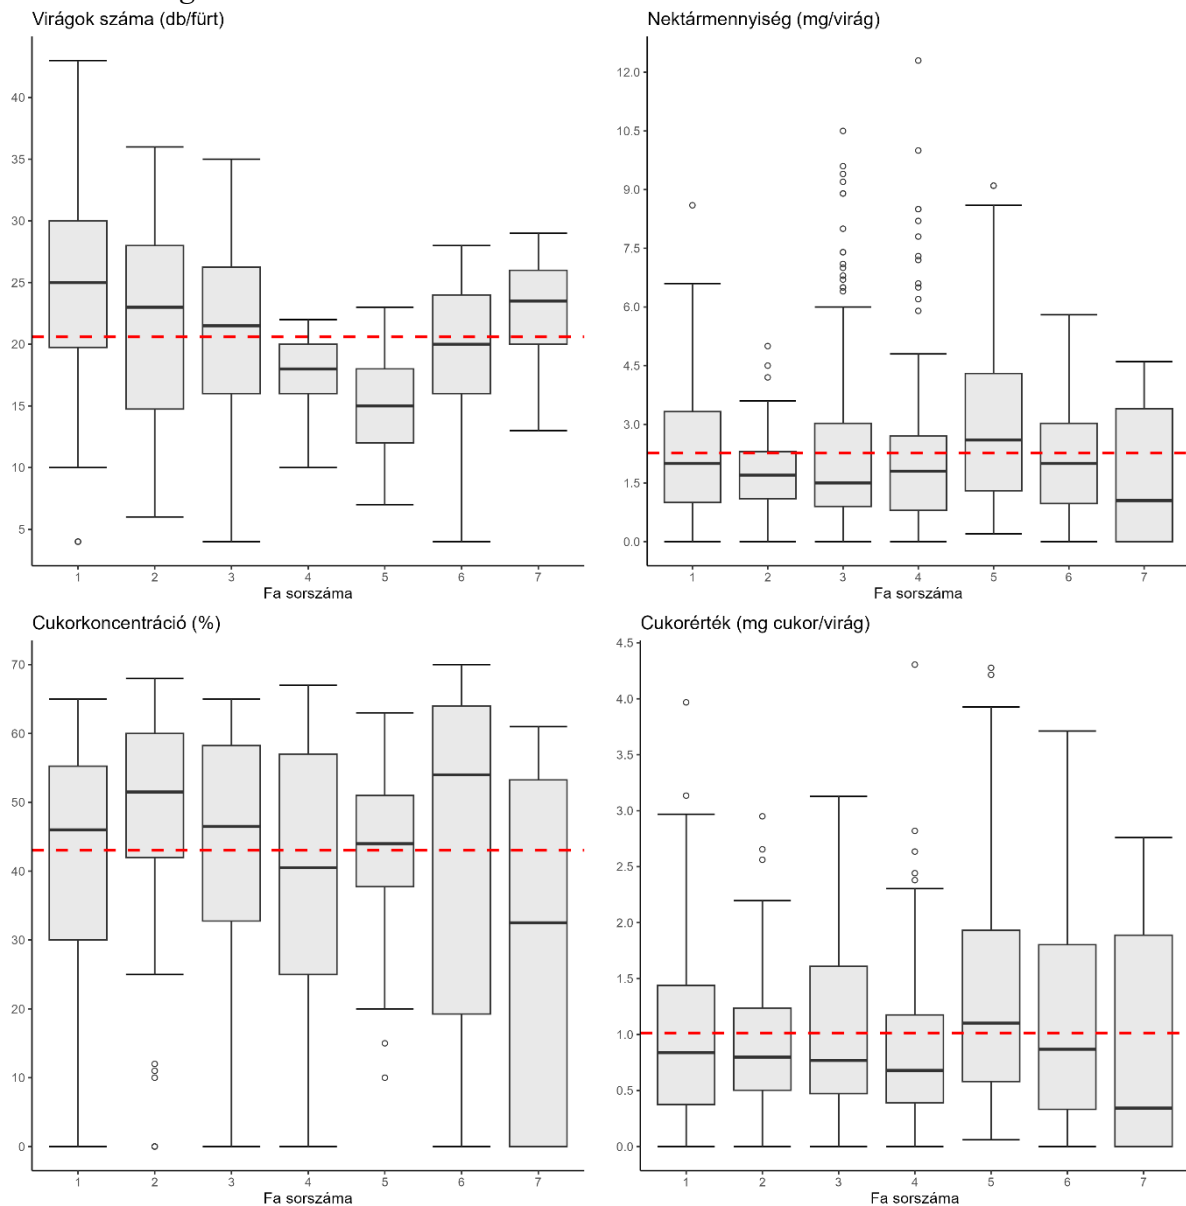 Virágok száma (db/fürt)
40
35
30
25
20
15
10
5
1 2 3 4 5 6 7
Fa sorszáma
Nektármennyiség (mg/virág)
12.0
10.5
9.0
7.5
6.0
4.5
3.0
1.5
0.0
1 2 3 4 5 6 7
Fa sorszáma
Cukorkoncentráció (%)
70
60
50
40
30
20
10
0
1 2 3 4 5 6 7
Fa sorszáma
Cukorérték (mg cukor/virág)
4.5
4.0
3.5
3.0
2.5
2.0
1.5
1.0
0.5
0.0
1 2 3 4 5 6 7
Fa sorszáma